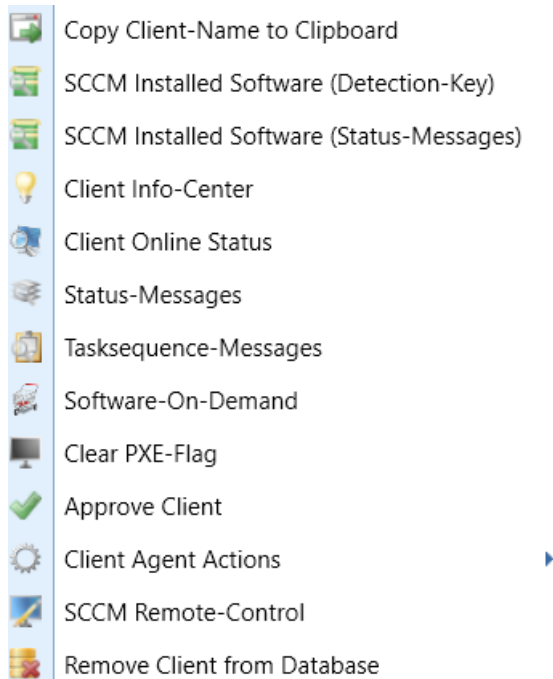 Copy Client-Name to Clipboard
SCCM Installed Software (Detection-Key)
SCCM Installed Software (Status-Messages)
Client Info-Center
Client Online Status
Status-Messages
Tasksequence-Messages
Software-On-Demand
Clear PXE-Flag
Approve Client
Client Agent Actions
SCCM Remote-Control
Remove Client from Database